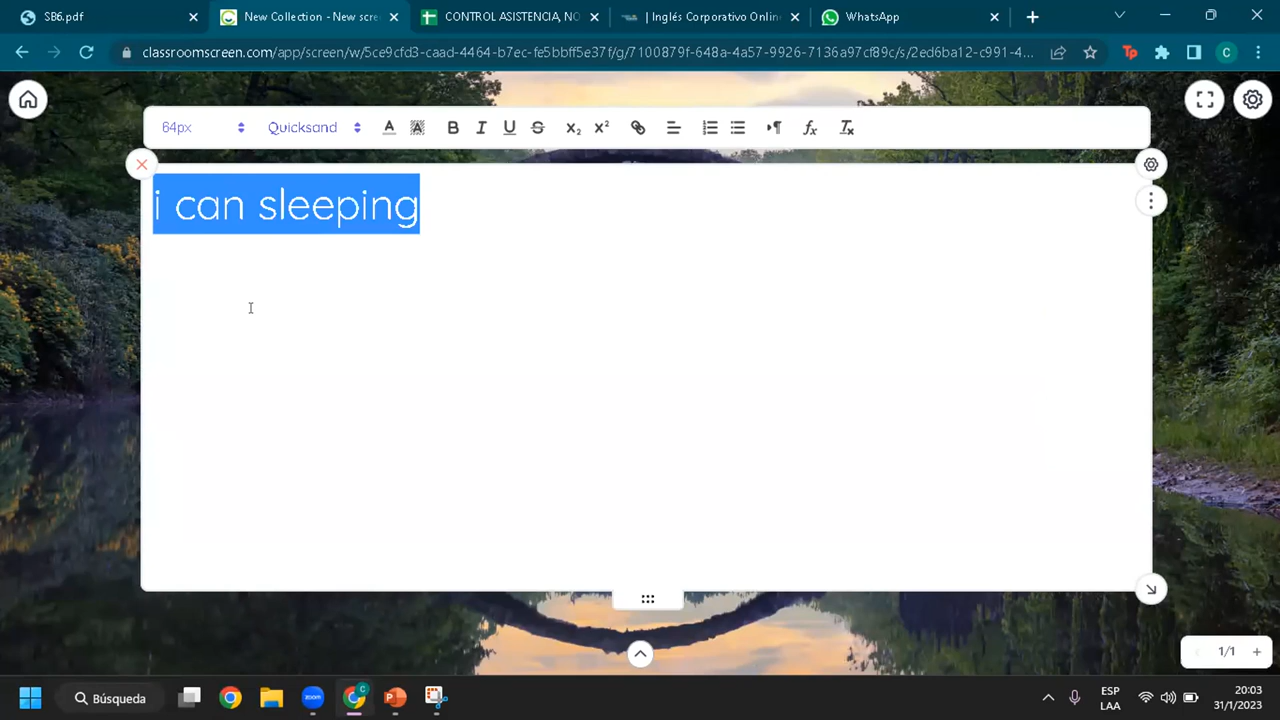 SB6.pdf
New Collection - New scre
CONTROL ASISTENCIA, NO
| Inglés Corporativo Onlin
WhatsApp
classroomscreen.com/app/screen/w/5ce9cfd3-caad-4464-b7ec-fe5bbff5e37f/g/7100879f-648a-4a57-9926-7136a97cf89c/s/2ed6ba12-c991-4...
C
64px
Quicksand
i can sleeping
1/1
Búsqueda
zoom
ESP
LAA
20:03
31/1/2023